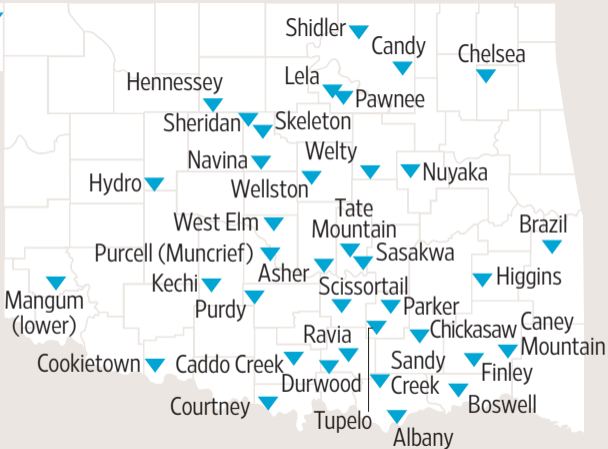 Shidler
Candy
Chelsea
Lela
Hennessey
Pawnee
Sheridan
Skeleton
Welty
Navina
Nuyaka
Hydro
Wellston
Tate
Mountain
West Elm
Brazil
Purcell (Muncrief)
Sasakwa
Asher
Kechi
Scissortail
Higgins
Mangum
(lower)
Purdy
Parker
Chickasaw
Caney
Mountain
Ravia
Cookietown
Caddo Creek
Sandy
Creek
Finley
Durwood
Courtney
Boswell
Tupelo
Albany